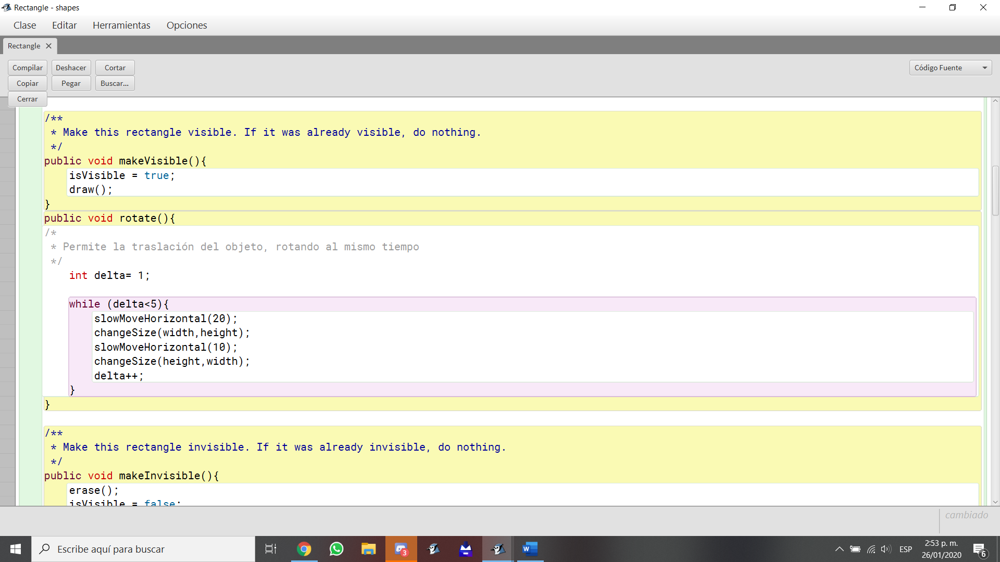 Rectangle - shapes
Clase Editar Herramientas Opciones
Rectangle
Compilar Deshacer Cortar
Código Fuente
Copiar Pegar Buscar...
Cerrar
/**
 * Make this rectangle visible. If it was already visible, do nothing.
 */
public void makeVisible(){
    isVisible = true;
    draw();
}
public void rotate(){
/*
 * Permite la traslación del objeto, rotando al mismo tiempo
 */
    int delta= 1;
    while (delta<5){
        slowMoveHorizontal(20);
        changeSize(width,height);
        slowMoveHorizontal(10);
        changeSize(height,width);
        delta++;
    }
}
/**
 * Make this rectangle invisible. If it was already invisible, do nothing.
 */
public void makeInvisible(){
    erase();
    isVisible = false;
cambiado
Escribe aquí para buscar
3
W
ESP
2:53 p. m.
26/01/2020
6